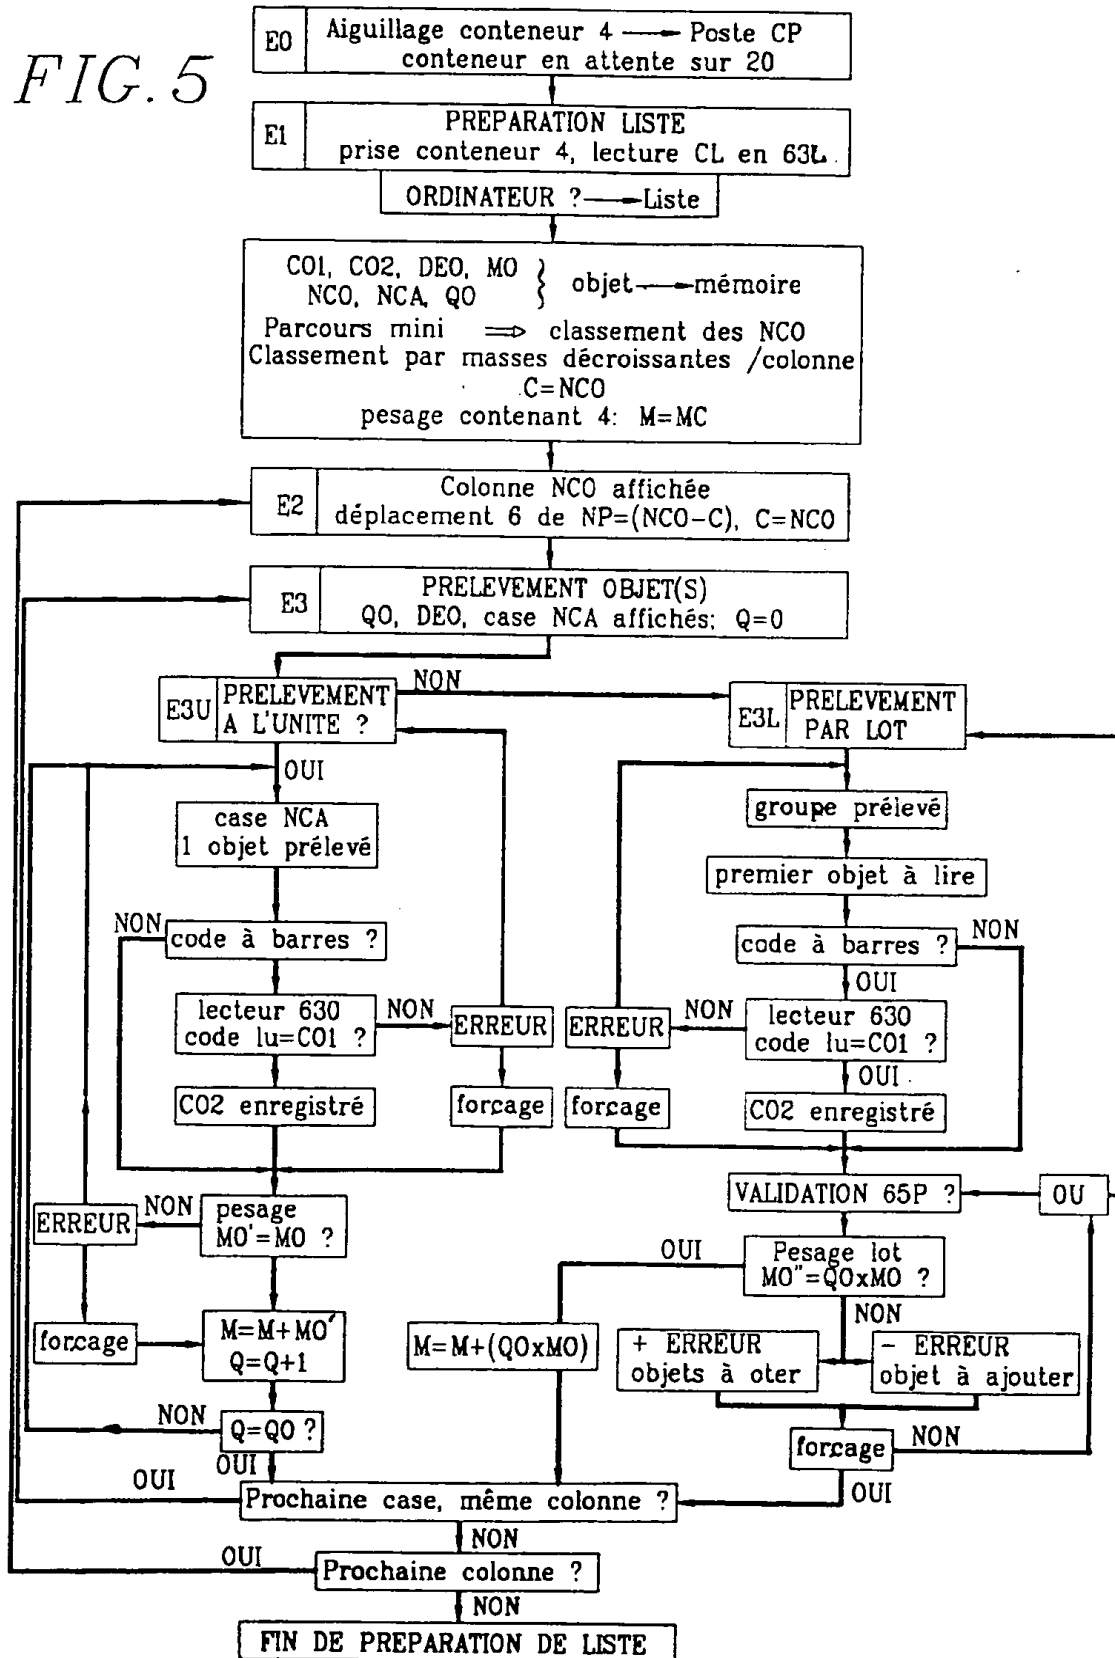 FIG. 5
E0
Aiguillage conteneur 4 → Poste CP
conteneur en attente sur 20
E1
PREPARATION LISTE
prise conteneur 4, lecture CL en 63L
ORDINATEUR ? → Liste
CO1, CO2, DEO, MO
NCO, NCA, QO } objet → mémoire
Parcours mini ⇒ classement des NCO
Classement par masses décroissantes /colonne
C=NCO
pesage contenant 4: M=MC
E2
Colonne NCO affichée
déplacement 6 de NP=(NCO-C), C=NCO
E3
PRELEVEMENT OBJET(S)
QO, DEO, case NCA affichés; Q=0
E3U
PRELEVEMENT
A L'UNITE ?
NON
E3L
PRELEVEMENT
PAR LOT
OUI
case NCA
1 objet prélevé
groupe prélevé
premier objet à lire
NON
code à barres ?
code à barres ?
NON
OUI
lecteur 630
code lu=CO1 ?
NON
ERREUR
ERREUR
NON
lecteur 630
code lu=CO1 ?
OUI
CO2 enregistré
forçage
forçage
CO2 enregistré
ERREUR
NON
pesage
MO'=MO ?
VALIDATION 65P ?
OU
OUI
Pesage lot
MO"=QOxMO ?
NON
forçage
M=M+MO'
Q=Q+1
M=M+(QOxMO)
+ ERREUR
objets à oter
- ERREUR
objet à ajouter
NON
Q=QO ?
forçage
NON
OUI
OUI
OUI
Prochaine case, même colonne ?
NON
OUI
Prochaine colonne ?
NON
FIN DE PREPARATION DE LISTE